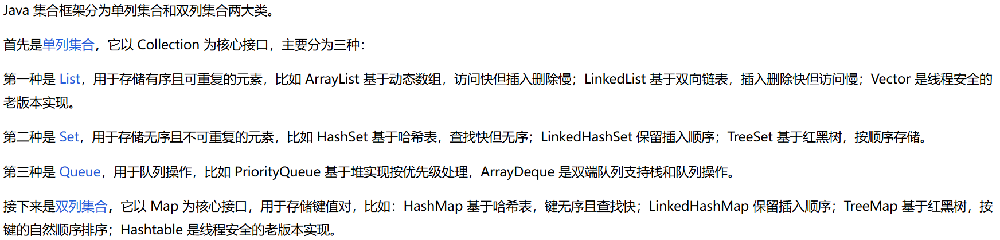 Java 集合框架分为单列集合和双列集合两大类。
首先是单列集合，它以 Collection 为核心接口，主要分为三种：
第一种是 List，用于存储有序且可重复的元素，比如 ArrayList 基于动态数组，访问快但插入删除慢；LinkedList 基于双向链表，插入删除快但访问慢；Vector 是线程安全的
老版本实现。
第二种是 Set，用于存储无序且不可重复的元素，比如 HashSet 基于哈希表，查找快但无序；LinkedHashSet 保留插入顺序；TreeSet 基于红黑树，按顺序存储。
第三种是 Queue，用于队列操作，比如 PriorityQueue 基于堆实现按优先级处理，ArrayDeque 是双端队列支持栈和队列操作。
接下来是双列集合，它以 Map 为核心接口，用于存储键值对，比如：HashMap 基于哈希表，键无序且查找快；LinkedHashMap 保留插入顺序；TreeMap 基于红黑树，按
键的自然顺序排序；Hashtable 是线程安全的老版本实现。